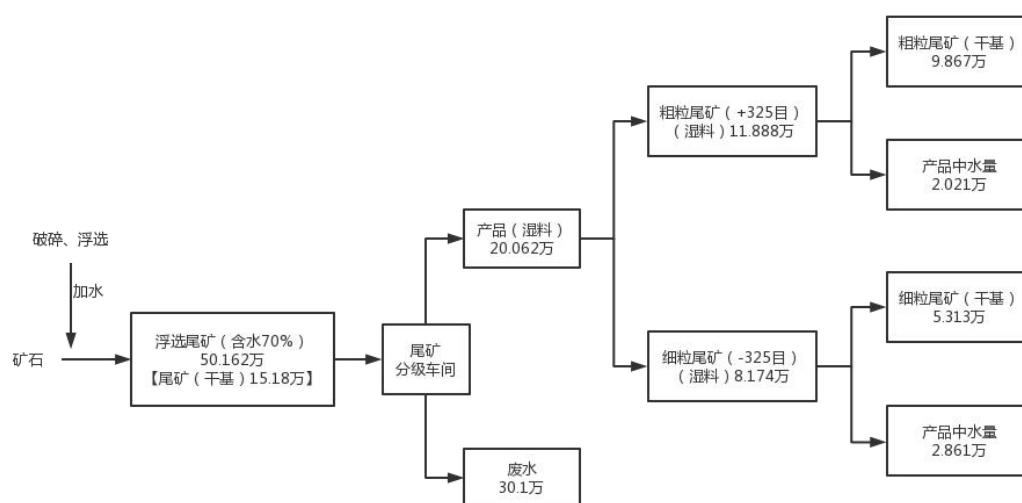 破碎、浮选
加水
矿石
浮选尾矿（含水70%）
50.162万
【尾矿（干基）15.18万】
尾矿
分级车间
产品（湿料）
20.062万
废水
30.1万
粗粒尾矿（+325目）
（湿料）11.888万
细粒尾矿（-325目）
（湿料）8.174万
粗粒尾矿（干基）
9.867万
产品中水量
2.021万
细粒尾矿（干基）
5.313万
产品中水量
2.861万